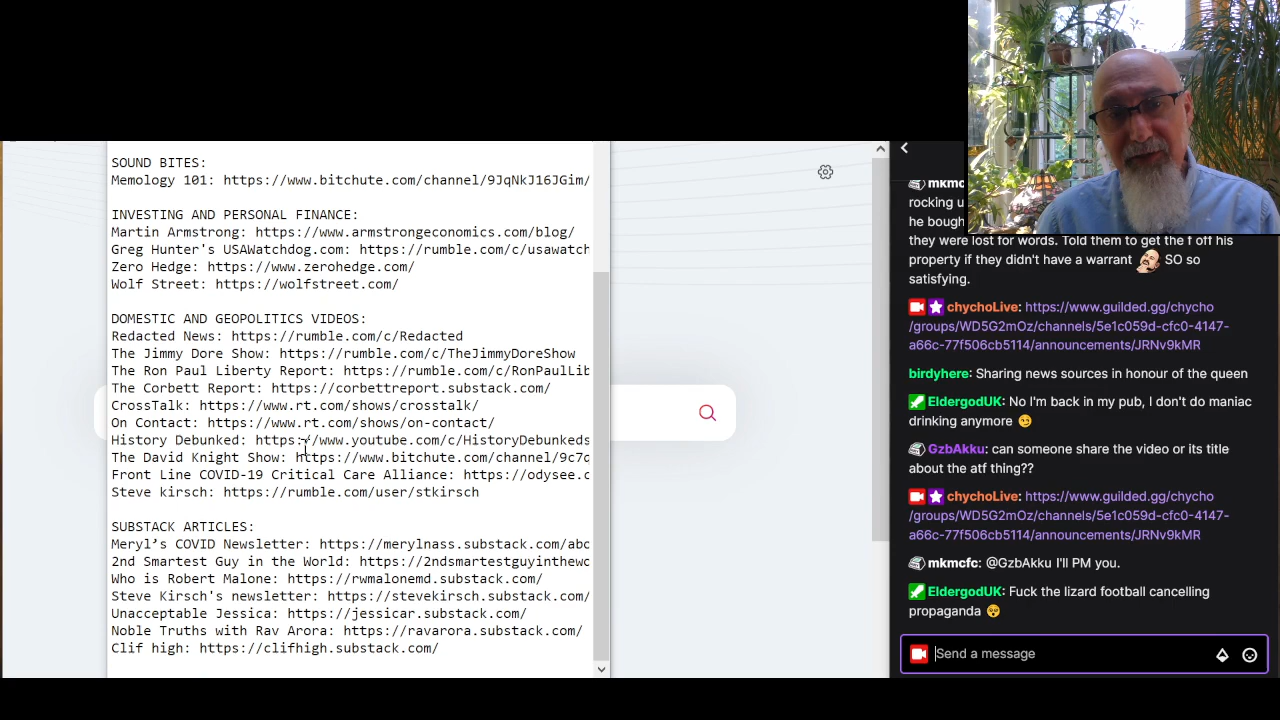 SOUND BITES:
Memology 101: https://www.bitchute.com/channel/9JqNkJ16JGim/
INVESTING AND PERSONAL FINANCE:
Martin Armstrong: https://www.armstrongeconomics.com/blog/
Greg Hunter's USAWatchdog.com: https://rumble.com/c/usawatch
Zero Hedge: https://www.zerohedge.com/
Wolf Street: https://wolfstreet.com/
DOMESTIC AND GEPOLITICS VIDEOS:
Redacted News: https://rumble.com/c/Redacted
The Jimmy Dore Show: https://rumble.com/c/TheJimmyDoreShow
The Ron Paul Liberty Report: https://rumble.com/c/RonPaulLib
The Corbett Report: https://corbettreport.substack.com/
CrossTalk: https://www.rt.com/shows/crosstalk/
On Contact: https://www.rt.com/shows/on-contact/
History Debunked: https://www.youtube.com/c/HistoryDebunkeds
The David Knight Show: https://www.bitchute.com/channel/9c7d
Front Line COVID-19 Critical Care Alliance: https://odysee.c
Steve kirsch: https://rumble.com/user/stkirsch
SUBSTACK ARTICLES:
Meryl’s COVID Newsletter: https://merylnass.substack.com/abc
2nd Smartest Guy in the World: https://2ndsmartestguyinthewo
Who is Robert Malone: https://rwmalonemd.substack.com/
Steve Kirsch's newsletter: https://stevekirsch.substack.com/
Unacceptable Jessica: https://jessicar.substack.com/
Noble Truths with Rav Arora: https://ravarora.substack.com/
Clif high: https://clifhigh.substack.com/
mkmc
rocking u
he bough
they were lost for words. Told them to get the f off his
property if they didn't have a warrant SO so
satisfying.
chychoLive: https://www.guilded.gg/chycho
/groups/WD5G2mOz/channels/5e1c059d-cfc0-4147-
a66c-77f506cb5114/announcements/JRNv9kMR
birdyhere: Sharing news sources in honour of the queen
EldergodUK: No I'm back in my pub, I don't do maniac
drinking anymore
GzbAkku: can someone share the video or its title
about the atf thing??
chychoLive: https://www.guilded.gg/chycho
/groups/WD5G2mOz/channels/5e1c059d-cfc0-4147-
a66c-77f506cb5114/announcements/JRNv9kMR
mkmcfc: @GzbAkku I'll PM you.
EldergodUK: Fuck the lizard football cancelling
propaganda
Send a message